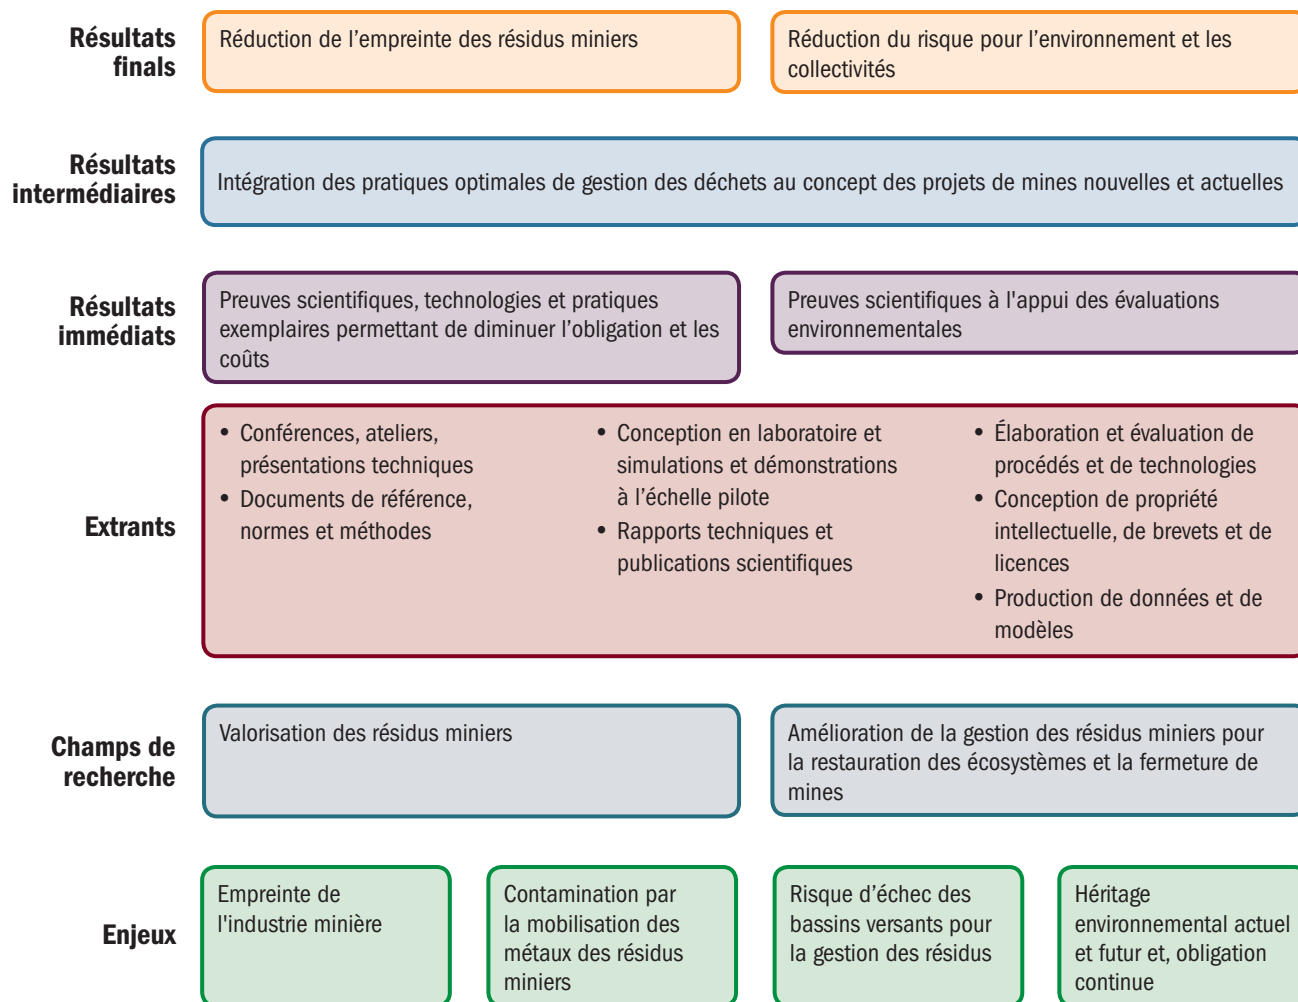 Résultats
finals
Réduction de l’empreinte des résidus miniers
Réduction du risque pour l’environnement et les
collectivités
Résultats
intermédiaires
Intégration des pratiques optimales de gestion des déchets au concept des projets de mines nouvelles et actuelles
Résultats
immédiats
Preuves scientifiques, technologies et pratiques
exemplaires permettant de diminuer l’obligation et les
coûts
Preuves scientifiques à l'appui des évaluations
environnementales
Extrants
• Conférences, ateliers,
présentations techniques
• Documents de référence,
normes et méthodes
• Conception en laboratoire et
simulations et démonstrations
à l’échelle pilote
• Rapports techniques et
publications scientifiques
• Élaboration et évaluation de
procédés et de technologies
• Conception de propriété
intellectuelle, de brevets et de
licences
• Production de données et de
modèles
Champs de
recherche
Valorisation des résidus miniers
Amélioration de la gestion des résidus miniers pour
la restauration des écosystèmes et la fermeture de
mines
Enjeux
Empreinte de
l'industrie minière
Contamination par
la mobilisation des
métaux des résidus
miniers
Risque d’échec des
bassins versants pour
la gestion des résidus
Héritage
environnemental actuel
et futur et, obligation
continue